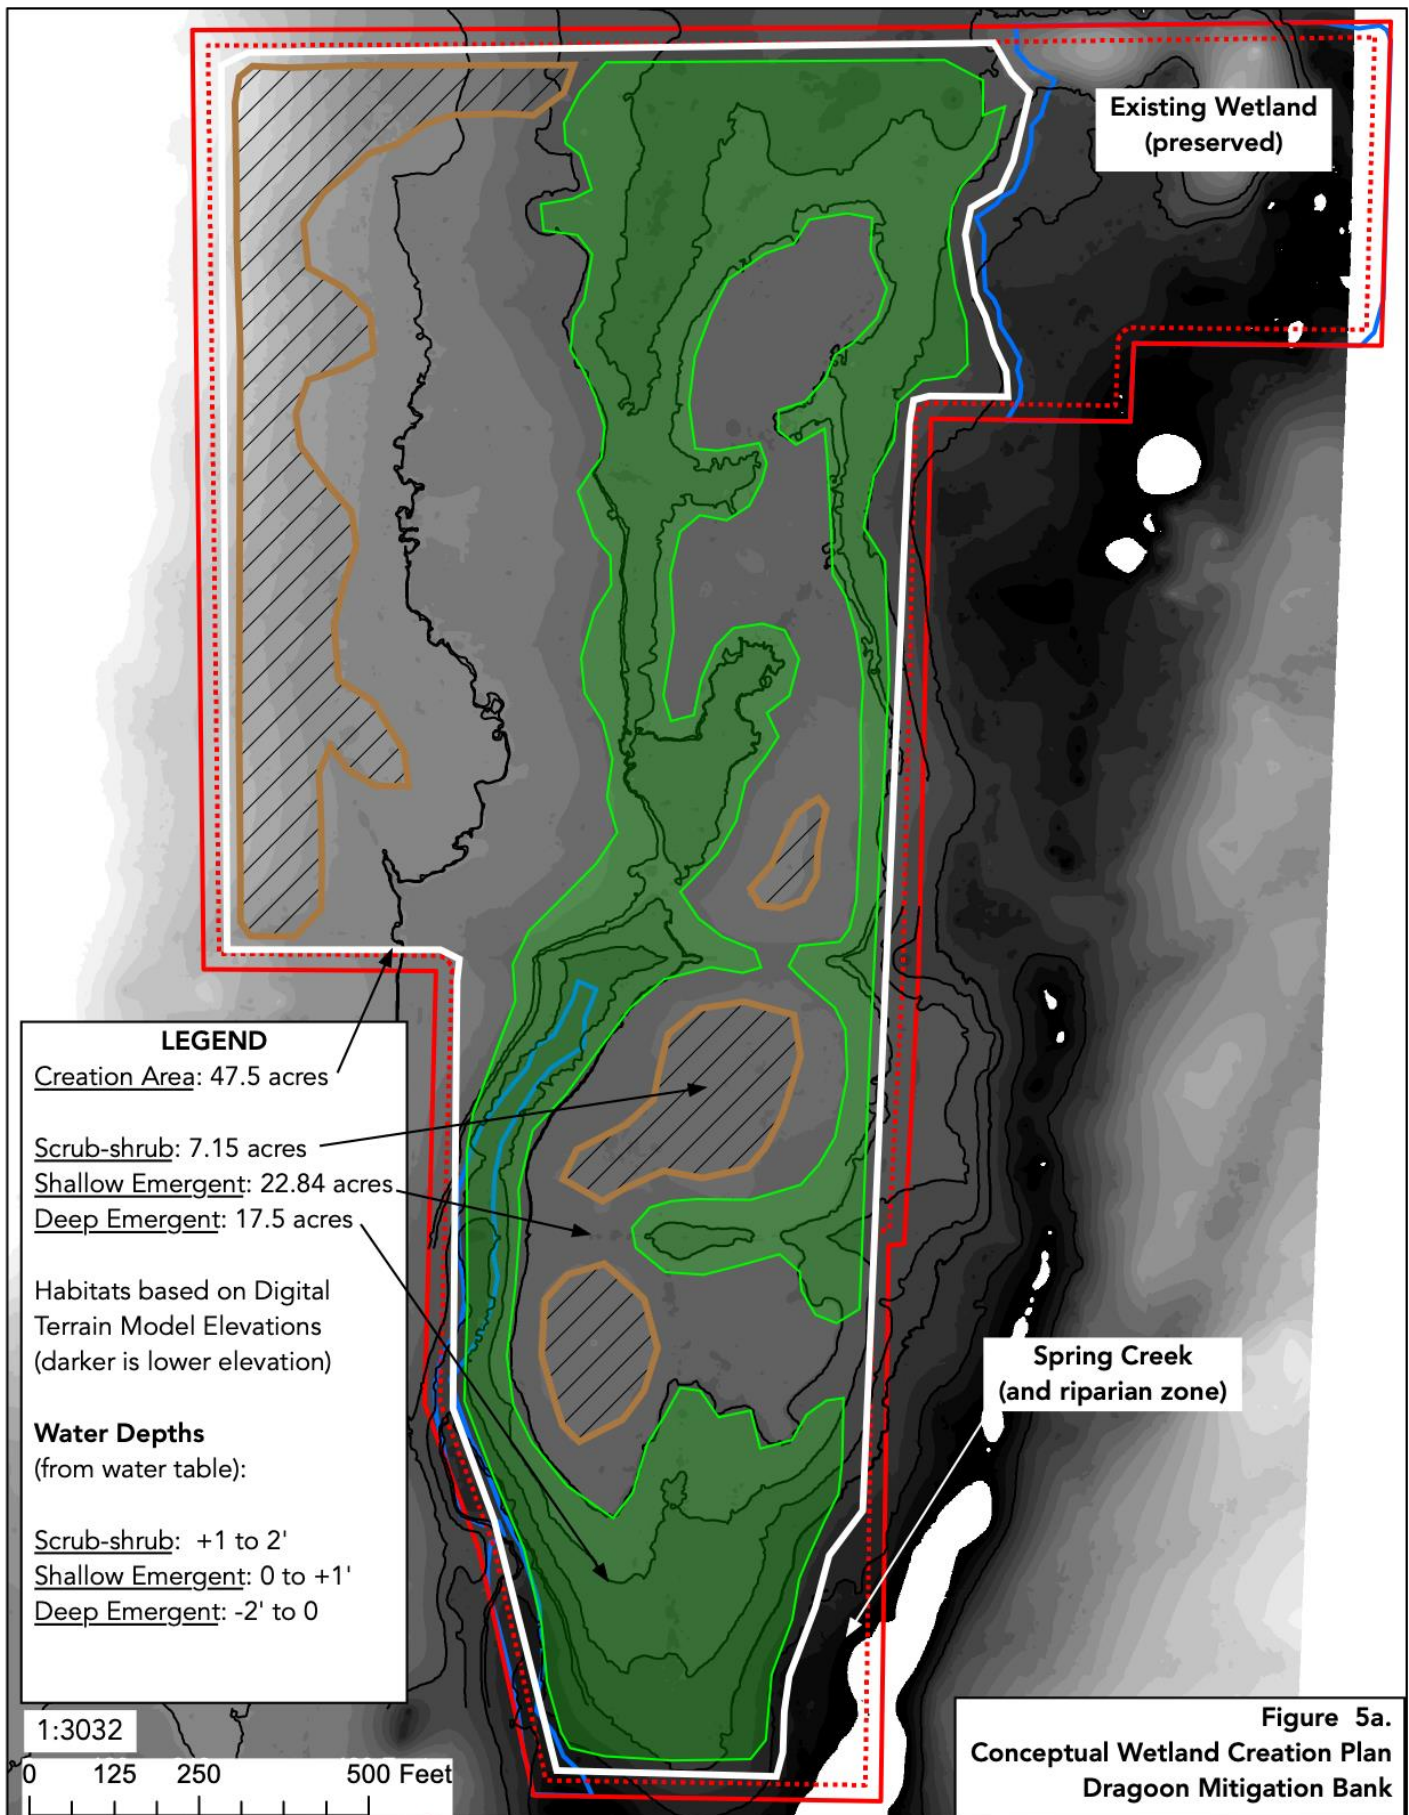 Existing Wetland
(preserved)
LEGEND
Creation Area: 47.5 acres
Scrub-shrub: 7.15 acres
Shallow Emergent: 22.84 acres
Deep Emergent: 17.5 acres
Habitats based on Digital
Terrain Model Elevations
(darker is lower elevation)
Water Depths
(from water table):
Scrub-shrub: +1 to 2'
Shallow Emergent: 0 to +1'
Deep Emergent: -2' to 0
Spring Creek
(and riparian zone)
1:3032
0 125 250 500 Feet
Figure 5a.
Conceptual Wetland Creation Plan
Dragoon Mitigation Bank